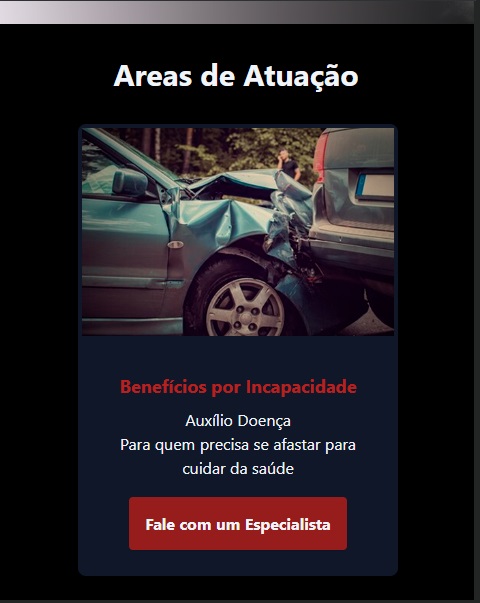 Areas de Atuação
Benefícios por Incapacidade
Auxílio Doença
Para quem precisa se afastar para
cuidar da saúde
Fale com um Especialista